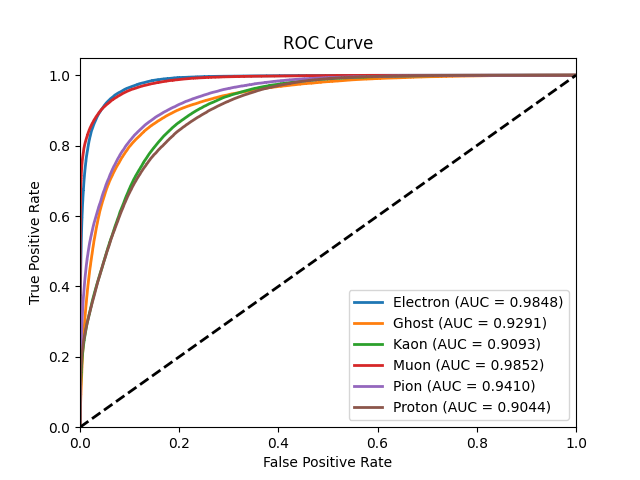 ROC Curve
1.0
0.8
0.6
0.4
0.2
0.0
True Positive Rate
Electron (AUC = 0.9848)
Ghost (AUC = 0.9291)
Kaon (AUC = 0.9093)
Muon (AUC = 0.9852)
Pion (AUC = 0.9410)
Proton (AUC = 0.9044)
0.0 0.2 0.4 0.6 0.8 1.0
False Positive Rate